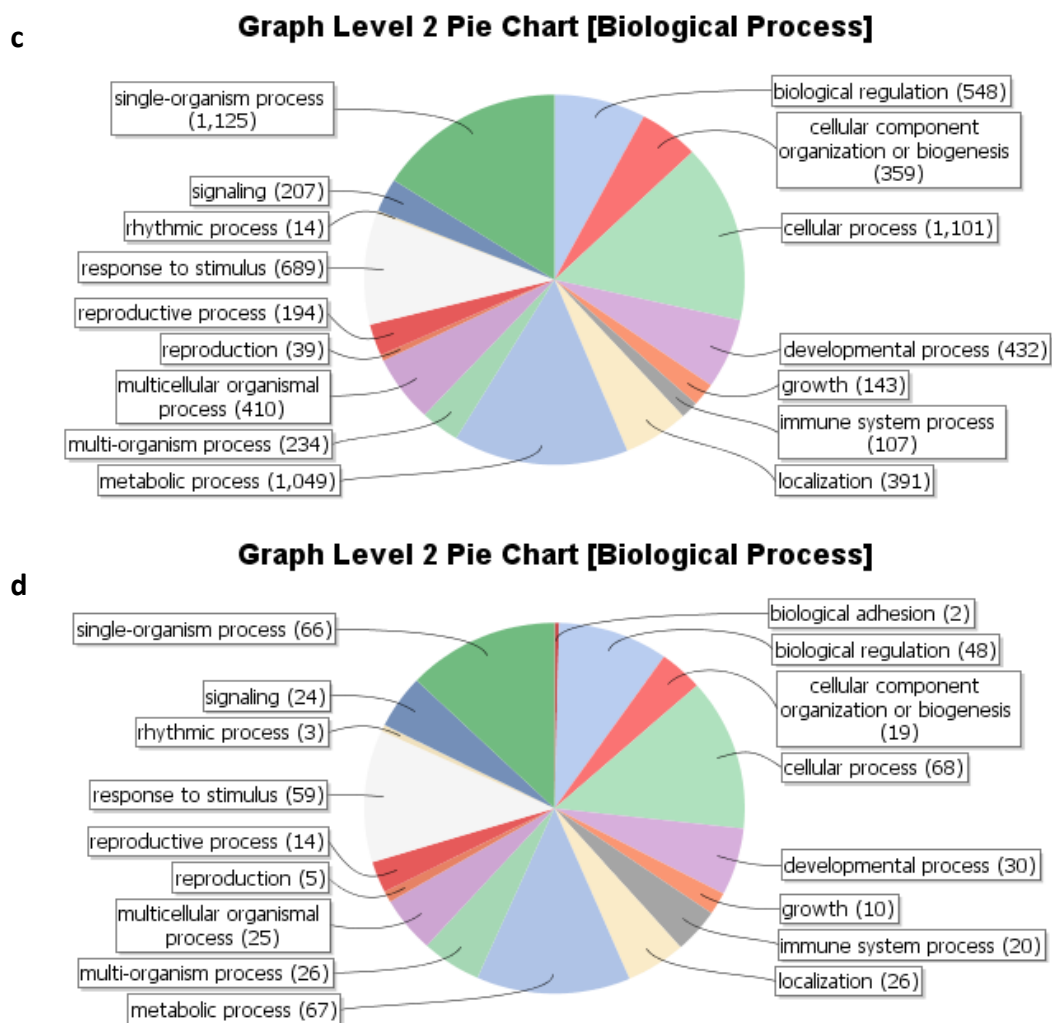 c
Graph Level 2 Pie Chart [Biological Process]
single-organism process
(1,125)
signaling (207)
rhythmic process (14)
response to stimulus (689)
reproductive process (194)
reproduction (39)
multicellular organismal
process (410)
multi-organism process (234)
metabolic process (1,049)
biological regulation (548)
cellular component
organization or biogenesis
(359)
cellular process (1,101)
developmental process (432)
growth (143)
immune system process
(107)
localization (391)
d
Graph Level 2 Pie Chart [Biological Process]
single-organism process (66)
signaling (24)
rhythmic process (3)
response to stimulus (59)
reproductive process (14)
reproduction (5)
multicellular organismal
process (25)
multi-organism process (26)
metabolic process (67)
biological adhesion (2)
biological regulation (48)
cellular component
organization or biogenesis
(19)
cellular process (68)
developmental process (30)
growth (10)
immune system process (20)
localization (26)